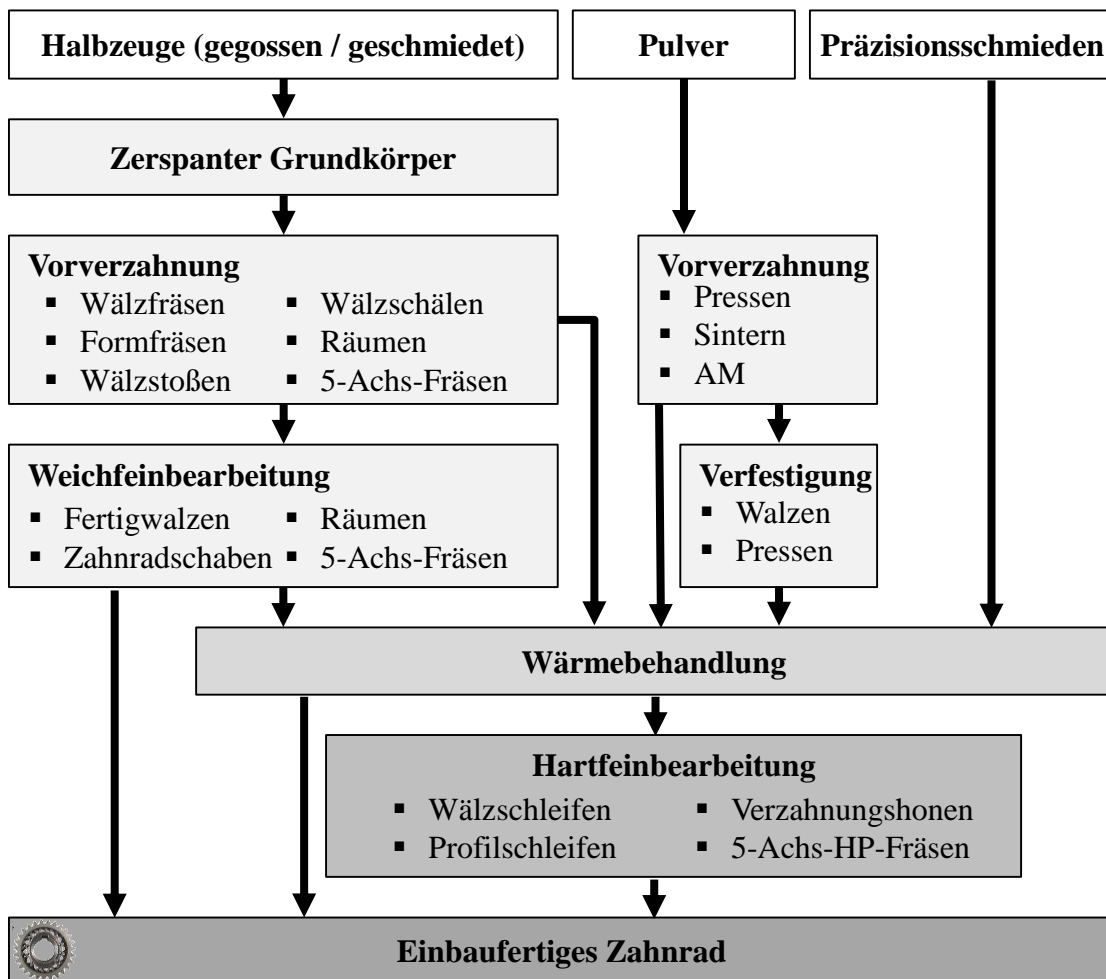 Halbzeuge (gegossen / geschmiedet)
Pulver
Präzisionsschmieden
Zerspanter Grundkörper
Vorverzahnung
▪ Wälzfräsen
▪ Formfräsen
▪ Wälzstoßen
▪ Wälzschälen
▪ Räumen
▪ 5-Achs-Fräsen
Vorverzahnung
▪ Pressen
▪ Sintern
▪ AM
Weichfeinbearbeitung
▪ Fertigwalzen
▪ Zahnradschaben
▪ Räumen
▪ 5-Achs-Fräsen
Verfestigung
▪ Walzen
▪ Pressen
Wärmebehandlung
Hartfeinbearbeitung
▪ Wälzschleifen
▪ Profilschleifen
▪ Verzahnungshonen
▪ 5-Achs-HP-Fräsen
Einbaufertiges Zahnrad